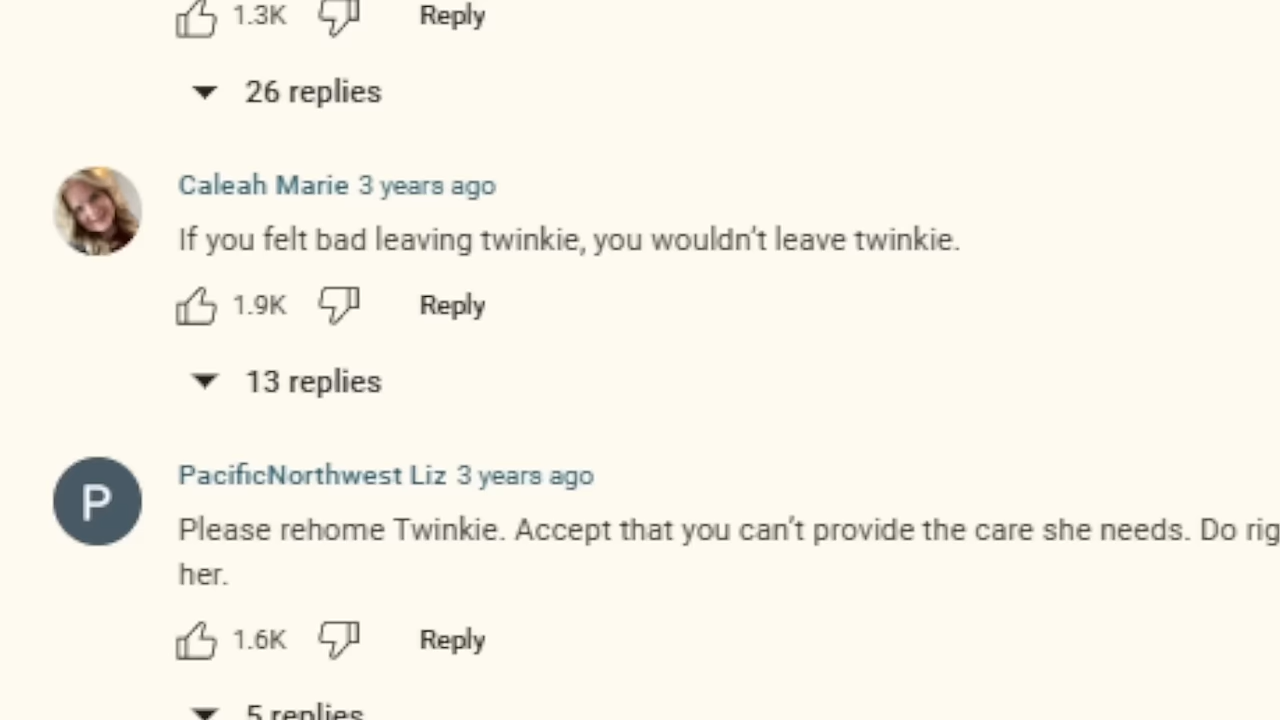 1.3K Reply
26 replies
Caleah Marie 3 years ago
If you felt bad leaving twinkie, you wouldn't leave twinkie.
1.9K Reply
13 replies
P
PacificNorthwest Liz 3 years ago
Please rehome Twinkie. Accept that you can't provide the care she needs. Do rig
her.
1.6K Reply
5 replies